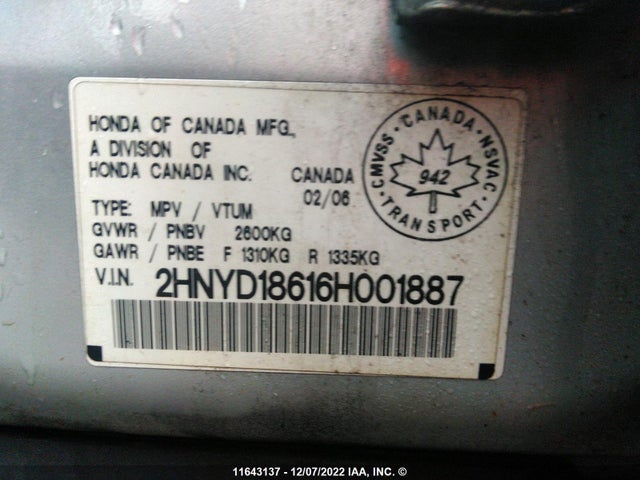 HONDA OF CANADA MFG.,
A DIVISION OF
HONDA CANADA INC. CANADA
02/06
TYPE: MPV / VTUM
GVWR / PNBV 2600KG
GAWR / PNBE F 1310KG R 1335KG
V.I.N. 2HNYD18616H001887
CMVSS · CANADA · NSVAC
942
TRANSPORT
11643137 - 12/07/2022 IAA, INC. ©